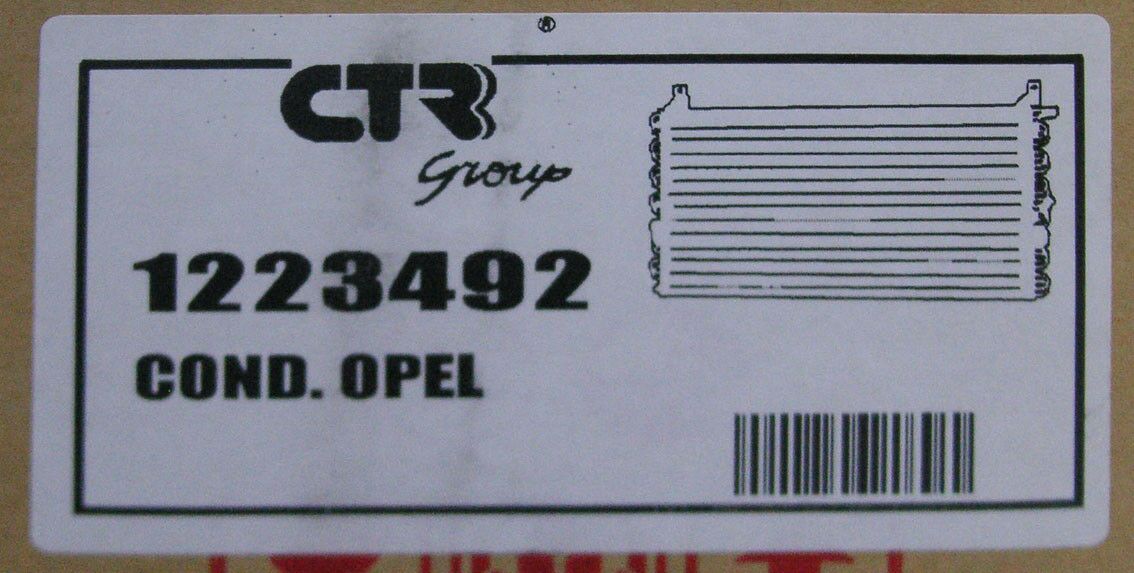 ®
CTR
Group
1223492
COND. OPEL